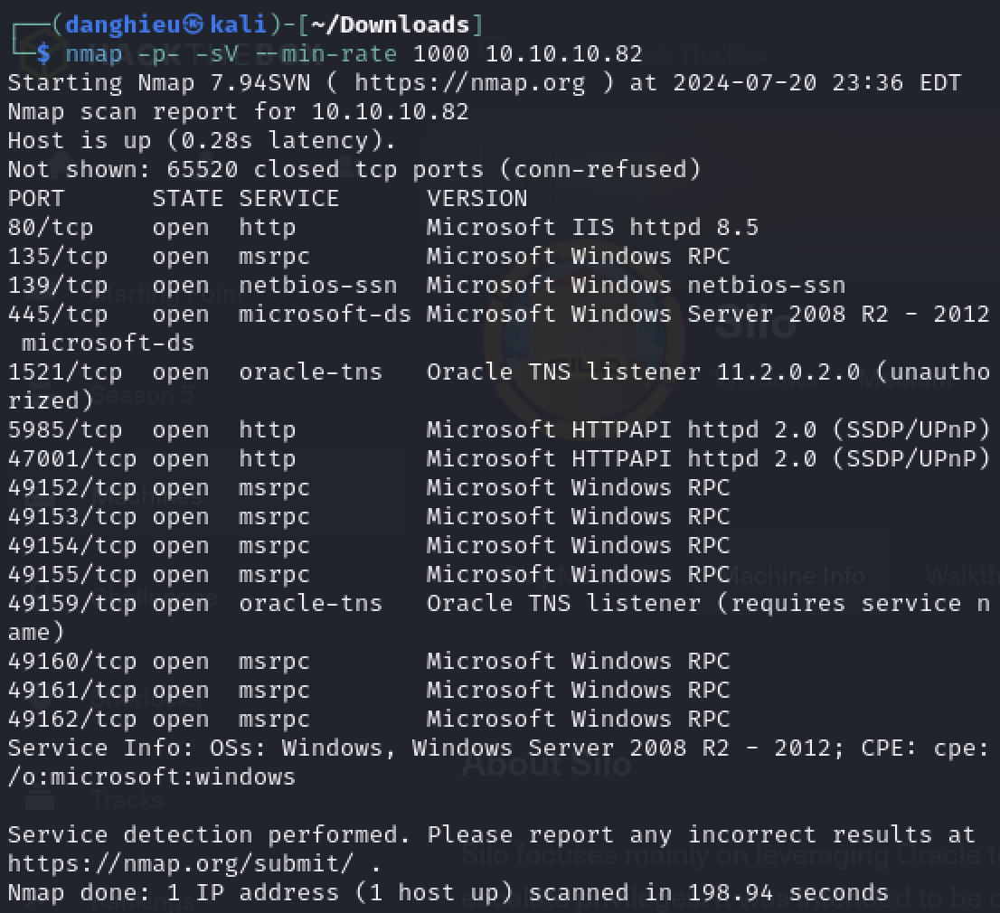 ┌──(danghieu㉿kali)-[~/Downloads]
└─$ nmap -p- -sV --min-rate 1000 10.10.10.82
Starting Nmap 7.94SVN ( https://nmap.org ) at 2024-07-20 23:36 EDT
Nmap scan report for 10.10.10.82
Host is up (0.28s latency).
Not shown: 65520 closed tcp ports (conn-refused)
PORT      STATE SERVICE      VERSION
80/tcp    open  http         Microsoft IIS httpd 8.5
135/tcp   open  msrpc        Microsoft Windows RPC
139/tcp   open  netbios-ssn  Microsoft Windows netbios-ssn
445/tcp   open  microsoft-ds Microsoft Windows Server 2008 R2 - 2012
 microsoft-ds
1521/tcp  open  oracle-tns   Oracle TNS listener 11.2.0.2.0 (unautho
rized)
5985/tcp  open  http         Microsoft HTTPAPI httpd 2.0 (SSDP/UPnP)
47001/tcp open  http         Microsoft HTTPAPI httpd 2.0 (SSDP/UPnP)
49152/tcp open  msrpc        Microsoft Windows RPC
49153/tcp open  msrpc        Microsoft Windows RPC
49154/tcp open  msrpc        Microsoft Windows RPC
49155/tcp open  msrpc        Microsoft Windows RPC
49159/tcp open  oracle-tns   Oracle TNS listener (requires service n
ame)
49160/tcp open  msrpc        Microsoft Windows RPC
49161/tcp open  msrpc        Microsoft Windows RPC
49162/tcp open  msrpc        Microsoft Windows RPC
Service Info: OSs: Windows, Windows Server 2008 R2 - 2012; CPE: cpe:
/o:microsoft:windows

Service detection performed. Please report any incorrect results at
https://nmap.org/submit/ .
Nmap done: 1 IP address (1 host up) scanned in 198.94 seconds
Silo
Season 5
Machine Info
About Silo
Tracks